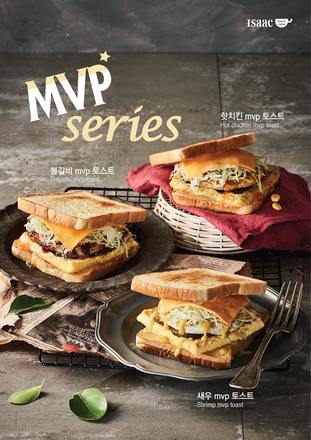 Isaac
MVP
series
핫치킨 mvp 토스트
Hot chicken mvp toast
불갈비 mvp 토스트
Bulgalbi mvp toast
새우 mvp 토스트
Shrimp mvp toast